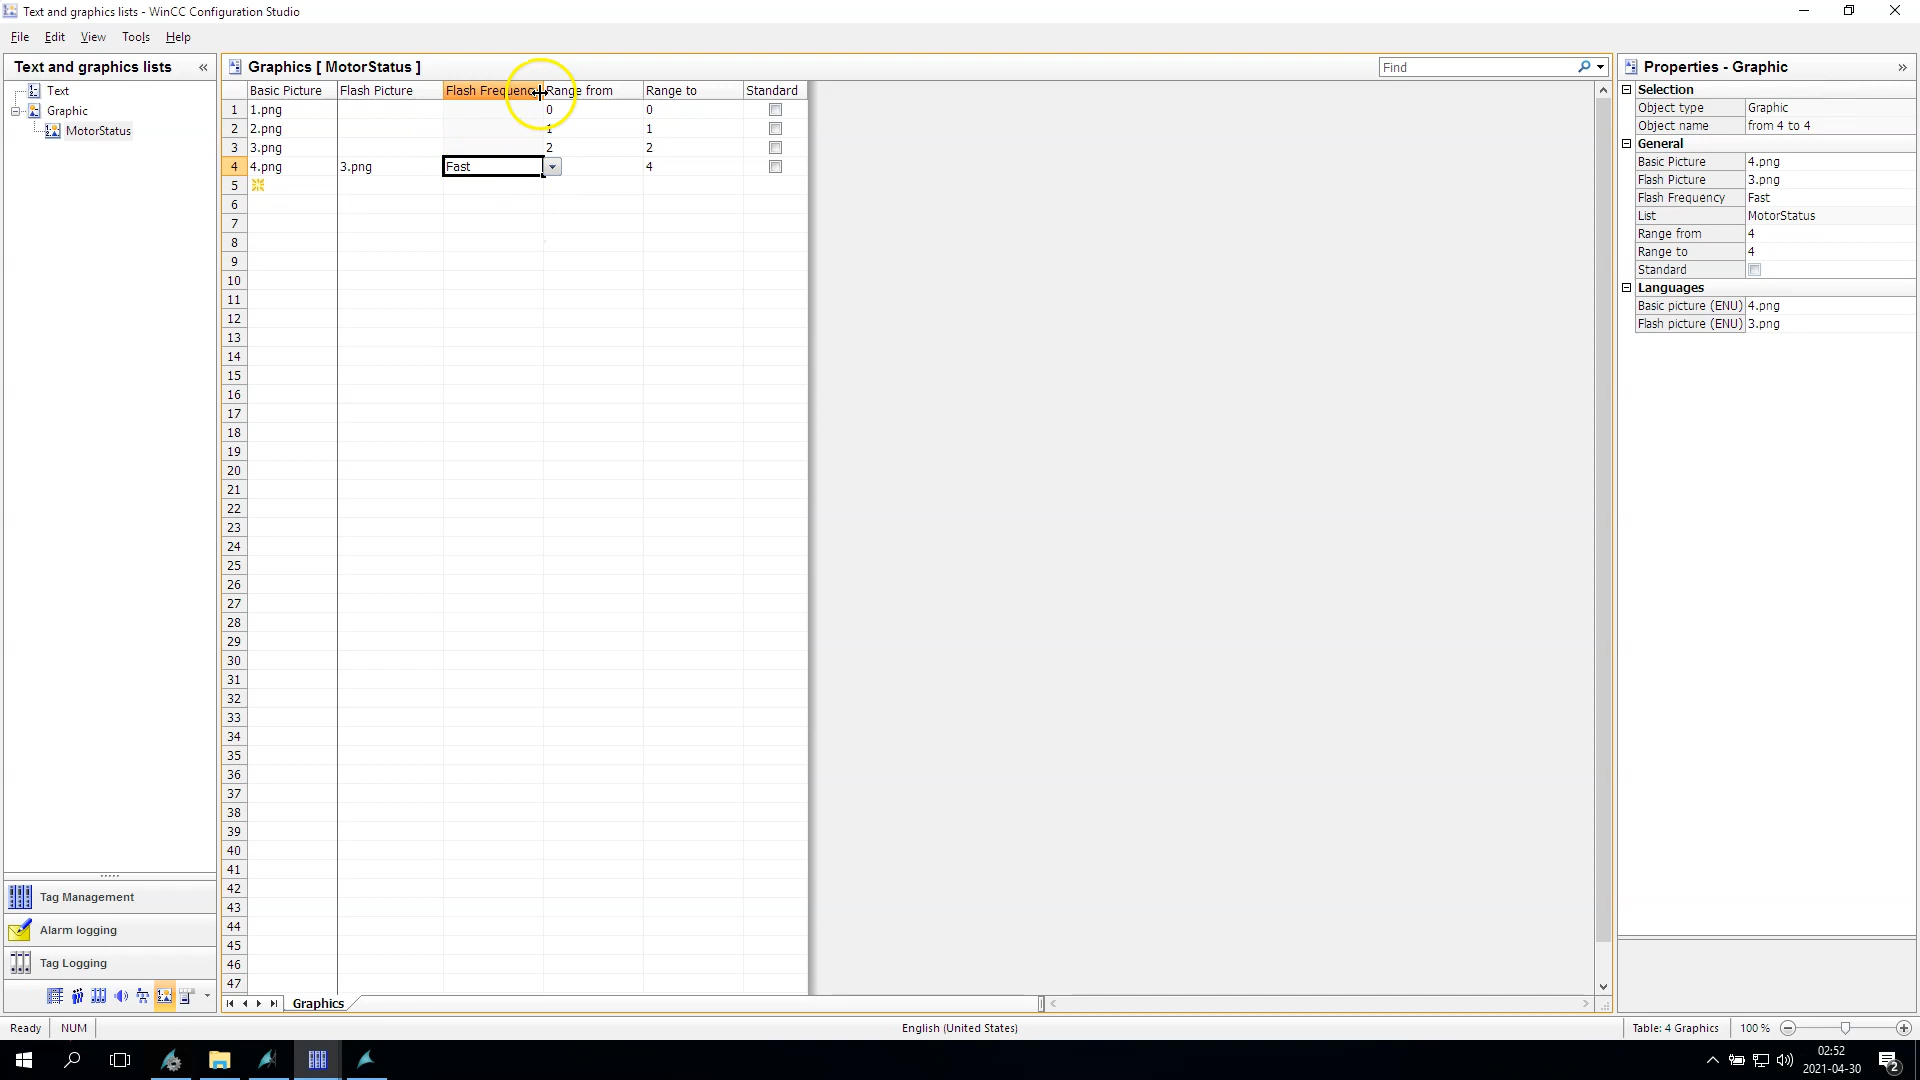 Text and graphics lists - WinCC Configuration Studio
File Edit View Tools Help
Text and graphics lists «
Text
Graphic
MotorStatus
Tag Management
Alarm logging
Tag Logging
Graphics [ MotorStatus ]
Find
Basic Picture Flash Picture Flash Frequency Range from Range to Standard
1 1.png 0 0
2 2.png 1 1
3 3.png 2 2
4 4.png 3.png Fast 4
5
6
7
8
9
10
11
12
13
14
15
16
17
18
19
20
21
22
23
24
25
26
27
28
29
30
31
32
33
34
35
36
37
38
39
40
41
42
43
44
45
46
47
Graphics
Properties - Graphic »
Selection
Object type Graphic
Object name from 4 to 4
General
Basic Picture 4.png
Flash Picture 3.png
Flash Frequency Fast
List MotorStatus
Range from 4
Range to 4
Standard
Languages
Basic picture (ENU) 4.png
Flash picture (ENU) 3.png
Ready NUM English (United States) Table: 4 Graphics 100 %
02:52
2021-04-30
2